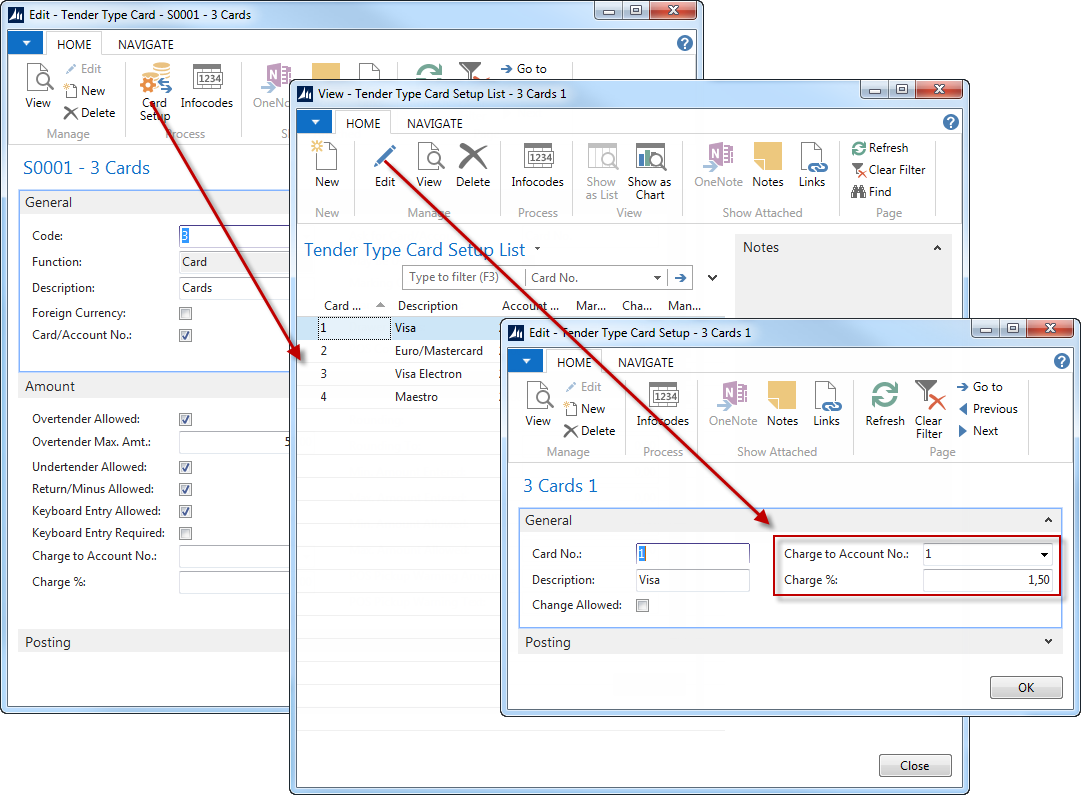 Edit - Tender Type Card - S0001 - 3 Cards
HOME NAVIGATE
View
Edit
New
Delete
Manage
Card Setup
Infocodes
Process
Go to
S0001 - 3 Cards
General
Code: 3
Function: Card
Description: Cards
Foreign Currency:
Card/Account No.:
Amount
Overtender Allowed:
Overtender Max. Amt.: 5
Undertender Allowed:
Return/Minus Allowed:
Keyboard Entry Allowed:
Keyboard Entry Required:
Charge to Account No.:
Charge %:
Posting
View - Tender Type Card Setup List - 3 Cards 1
HOME NAVIGATE
New
New
Edit
View
Delete
Manage
Infocodes
Process
Show as List
Show as Chart
View
OneNote
Notes
Links
Show Attached
Refresh
Clear Filter
Find
Page
Tender Type Card Setup List
Type to filter (F3) Card No.
Notes
Card ... Description Account ... Mar... Cha... Man...
1 Visa
2 Euro/Mastercard
3 Visa Electron
4 Maestro
Close
Edit - Tender Type Card Setup - 3 Cards 1
HOME NAVIGATE
View
Edit
New
Delete
Manage
Infocodes
Process
OneNote
Notes
Links
Show Attached
Refresh
Clear Filter
Go to
Previous
Next
Page
3 Cards 1
General
Card No.: 1
Description: Visa
Change Allowed:
Charge to Account No.: 1
Charge %: 1,50
Posting
OK